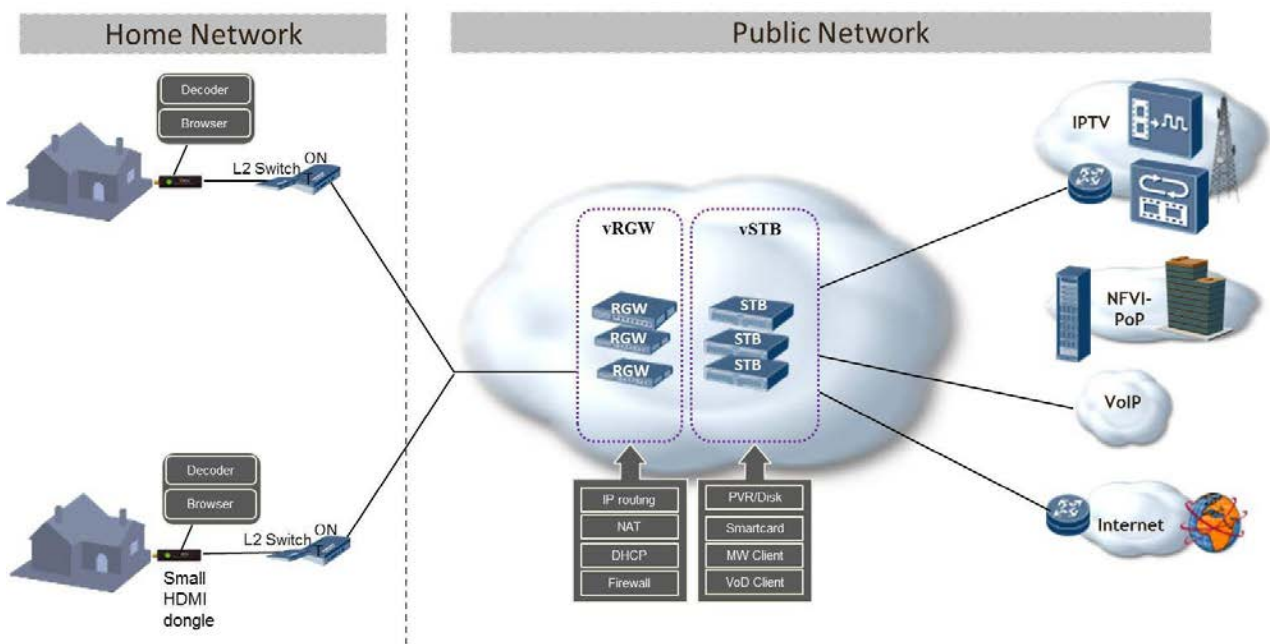 Home Network
Public Network
Decoder
Browser
L2 Switch
ON
T
vRGW
vSTB
RGW
RGW
RGW
STB
STB
STB
IPTV
NFVI-
PoP
VoIP
Internet
Decoder
Browser
L2 Switch
ON
T
Small
HDMI
dongle
IP routing
NAT
DHCP
Firewall
PVR/Disk
Smartcard
MW Client
VoD Client